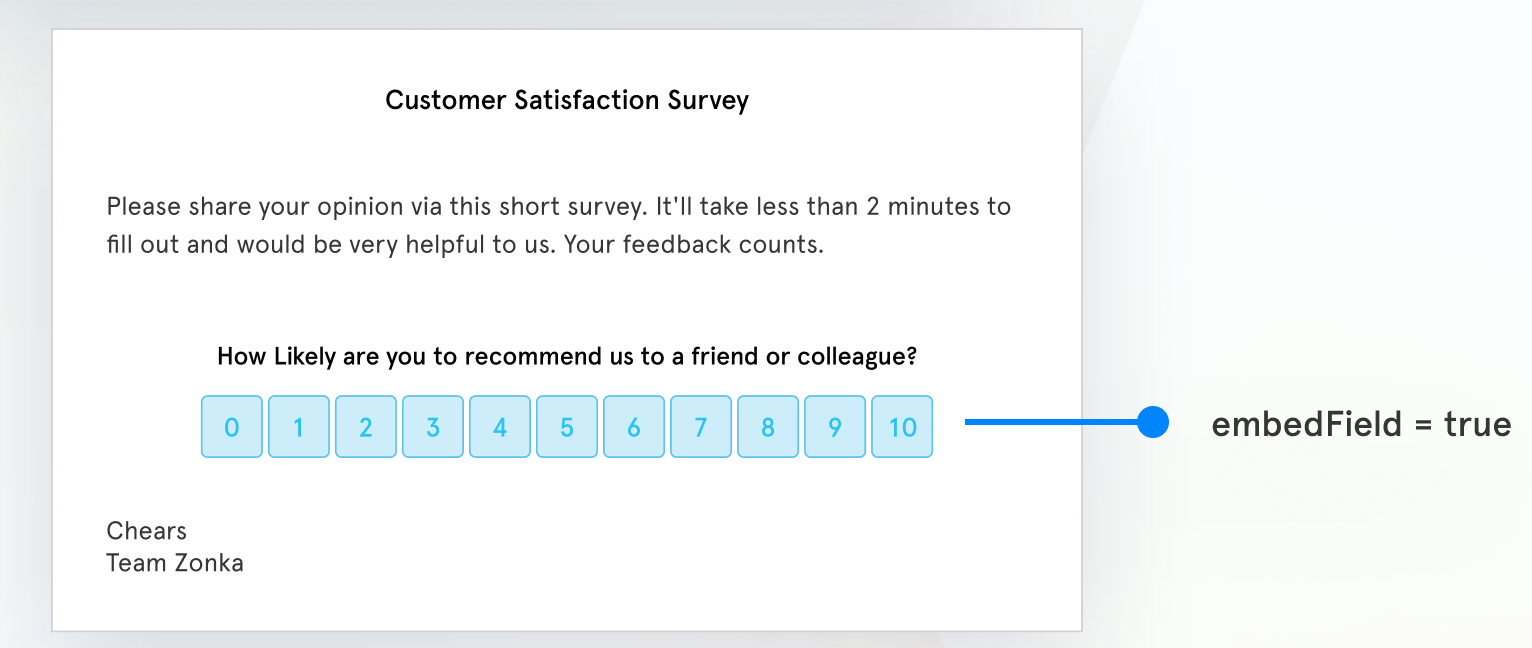 Customer Satisfaction Survey
Please share your opinion via this short survey. It'll take less than 2 minutes to
fill out and would be very helpful to us. Your feedback counts.
How Likely are you to recommend us to a friend or colleague?
0 1 2 3 4 5 6 7 8 9 10
embedField = true
Chears
Team Zonka